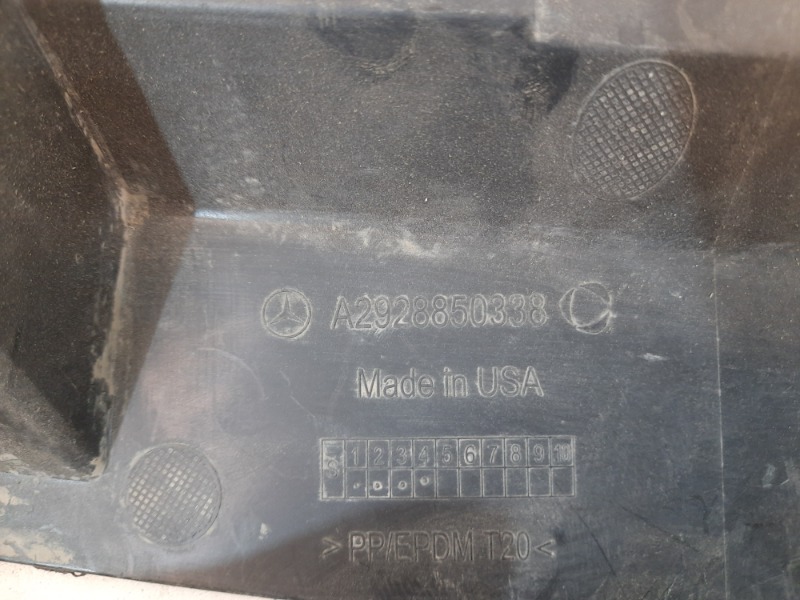 A2928850338
Made in USA
S 1 2 3 4 5 6 7 8 9 10
> PP/EPDM T20 <